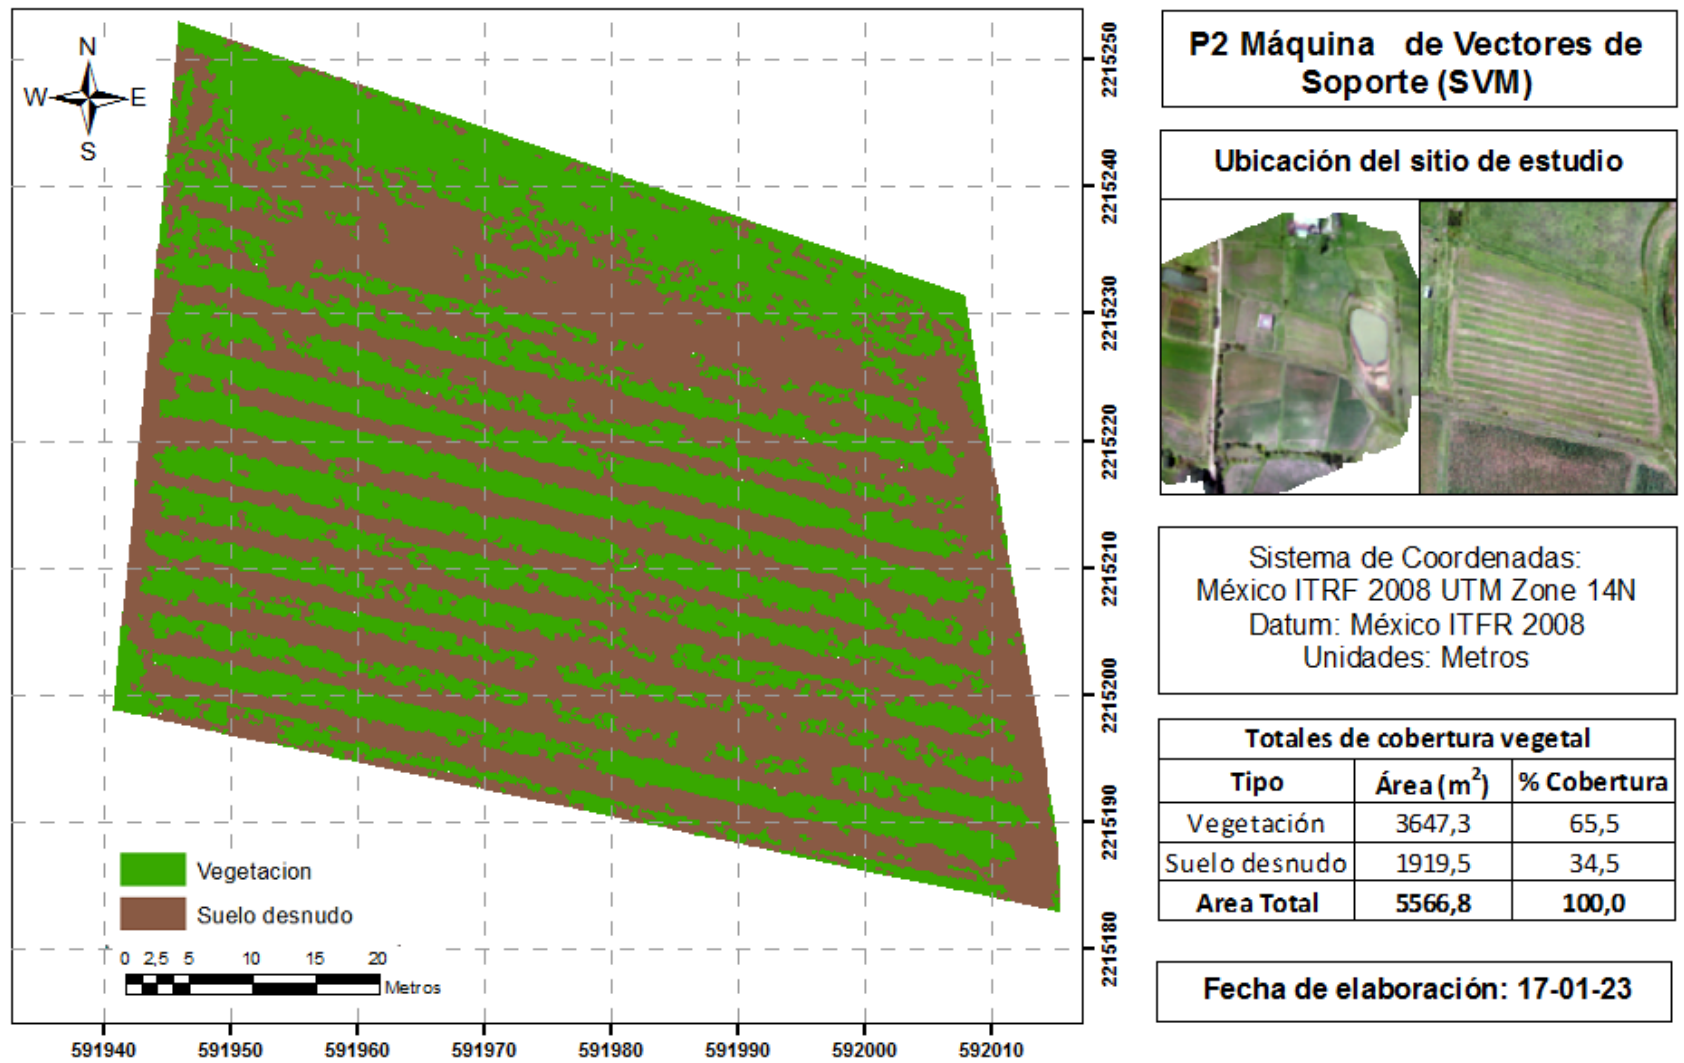 N
W E
S
2215250
2215240
2215230
2215220
2215210
2215200
2215190
2215180
Vegetacion
Suelo desnudo
0 2,5 5 10 15 20
Metros
591940 591950 591960 591970 591980 591990 592000 592010
P2 Máquina de Vectores de
Soporte (SVM)
Ubicación del sitio de estudio
Sistema de Coordenadas:
México ITRF 2008 UTM Zone 14N
Datum: México ITFR 2008
Unidades: Metros
Totales de cobertura vegetal
Tipo Área (m²) % Cobertura
Vegetación 3647,3 65,5
Suelo desnudo 1919,5 34,5
Area Total 5566,8 100,0
Fecha de elaboración: 17-01-23